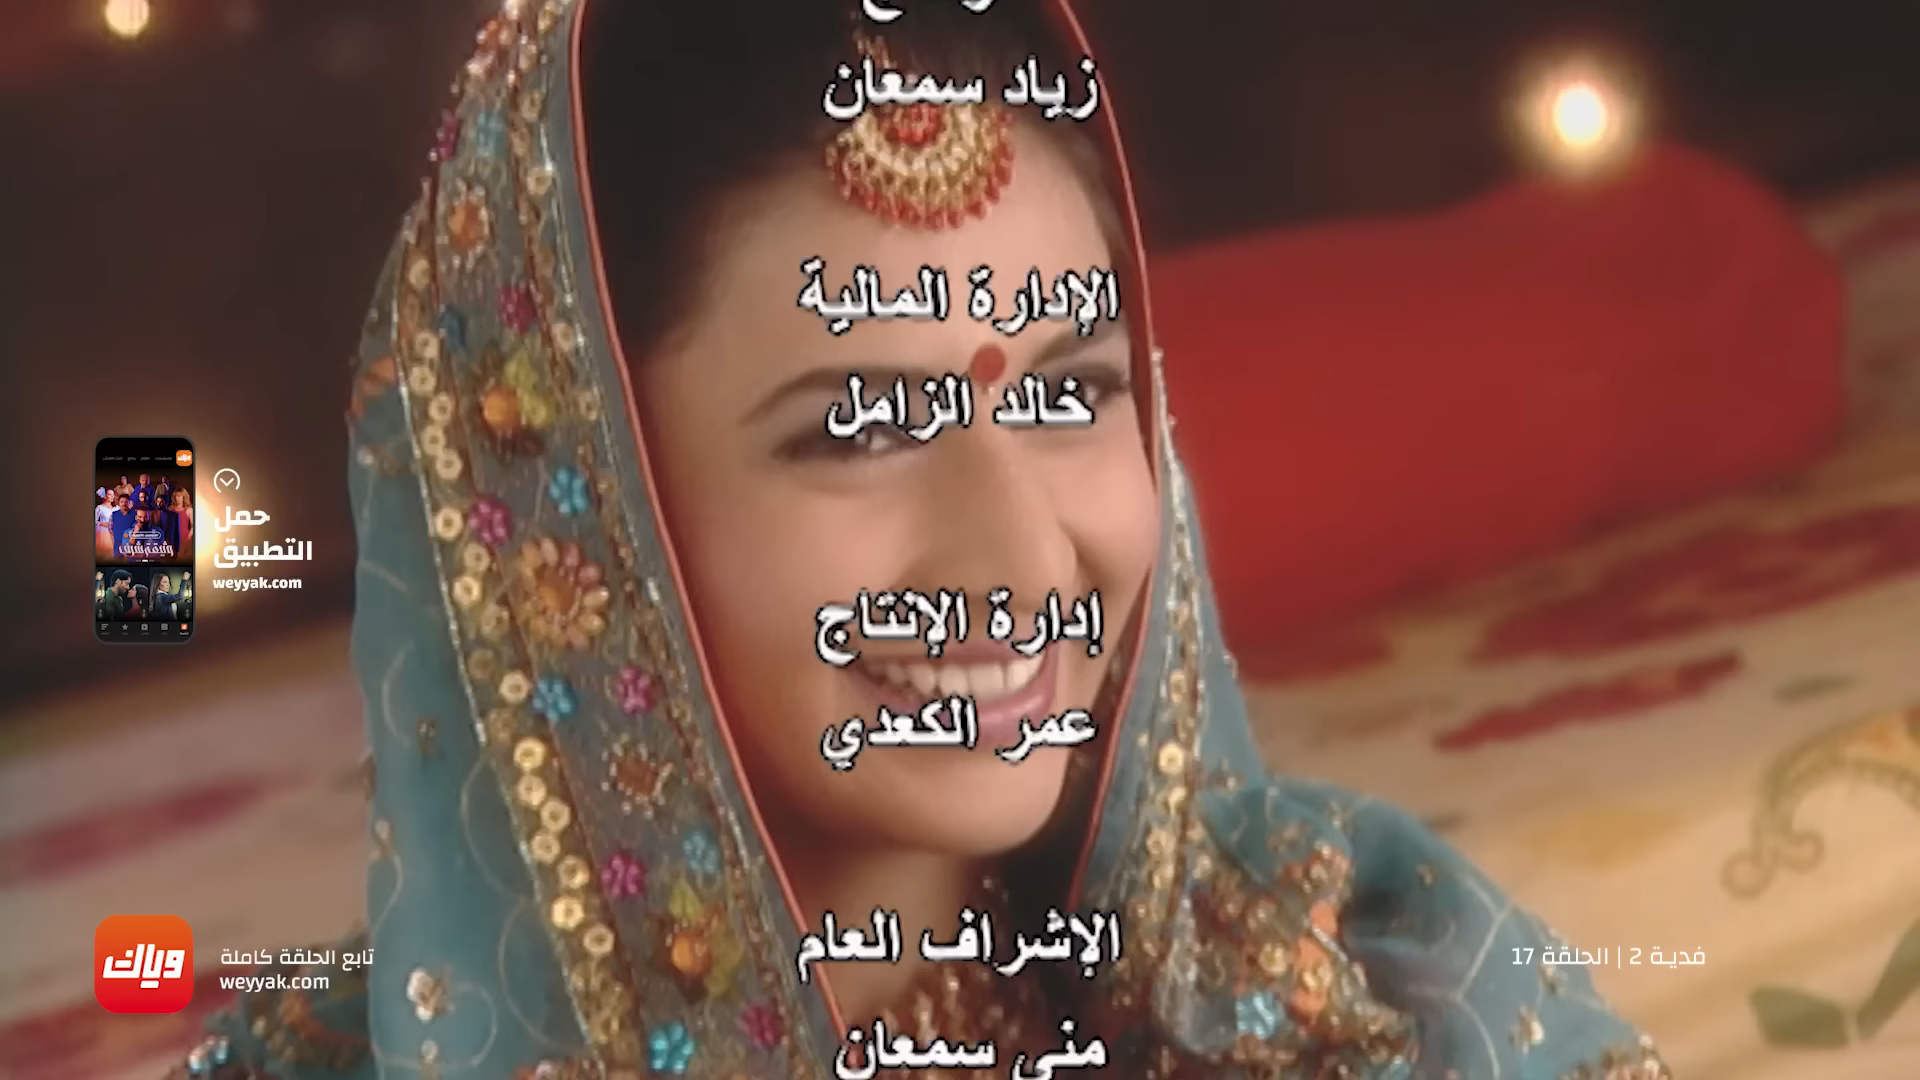 زياد سمعان
الإدارة المالية
خالد الزامل
إدارة الإنتاج
عمر الكعدي
الإشراف العام
منى سمعان
حمل
التطبيق
weyyak.com
وياك
تابع الحلقة كاملة
weyyak.com
فدية 2 | الحلقة 17